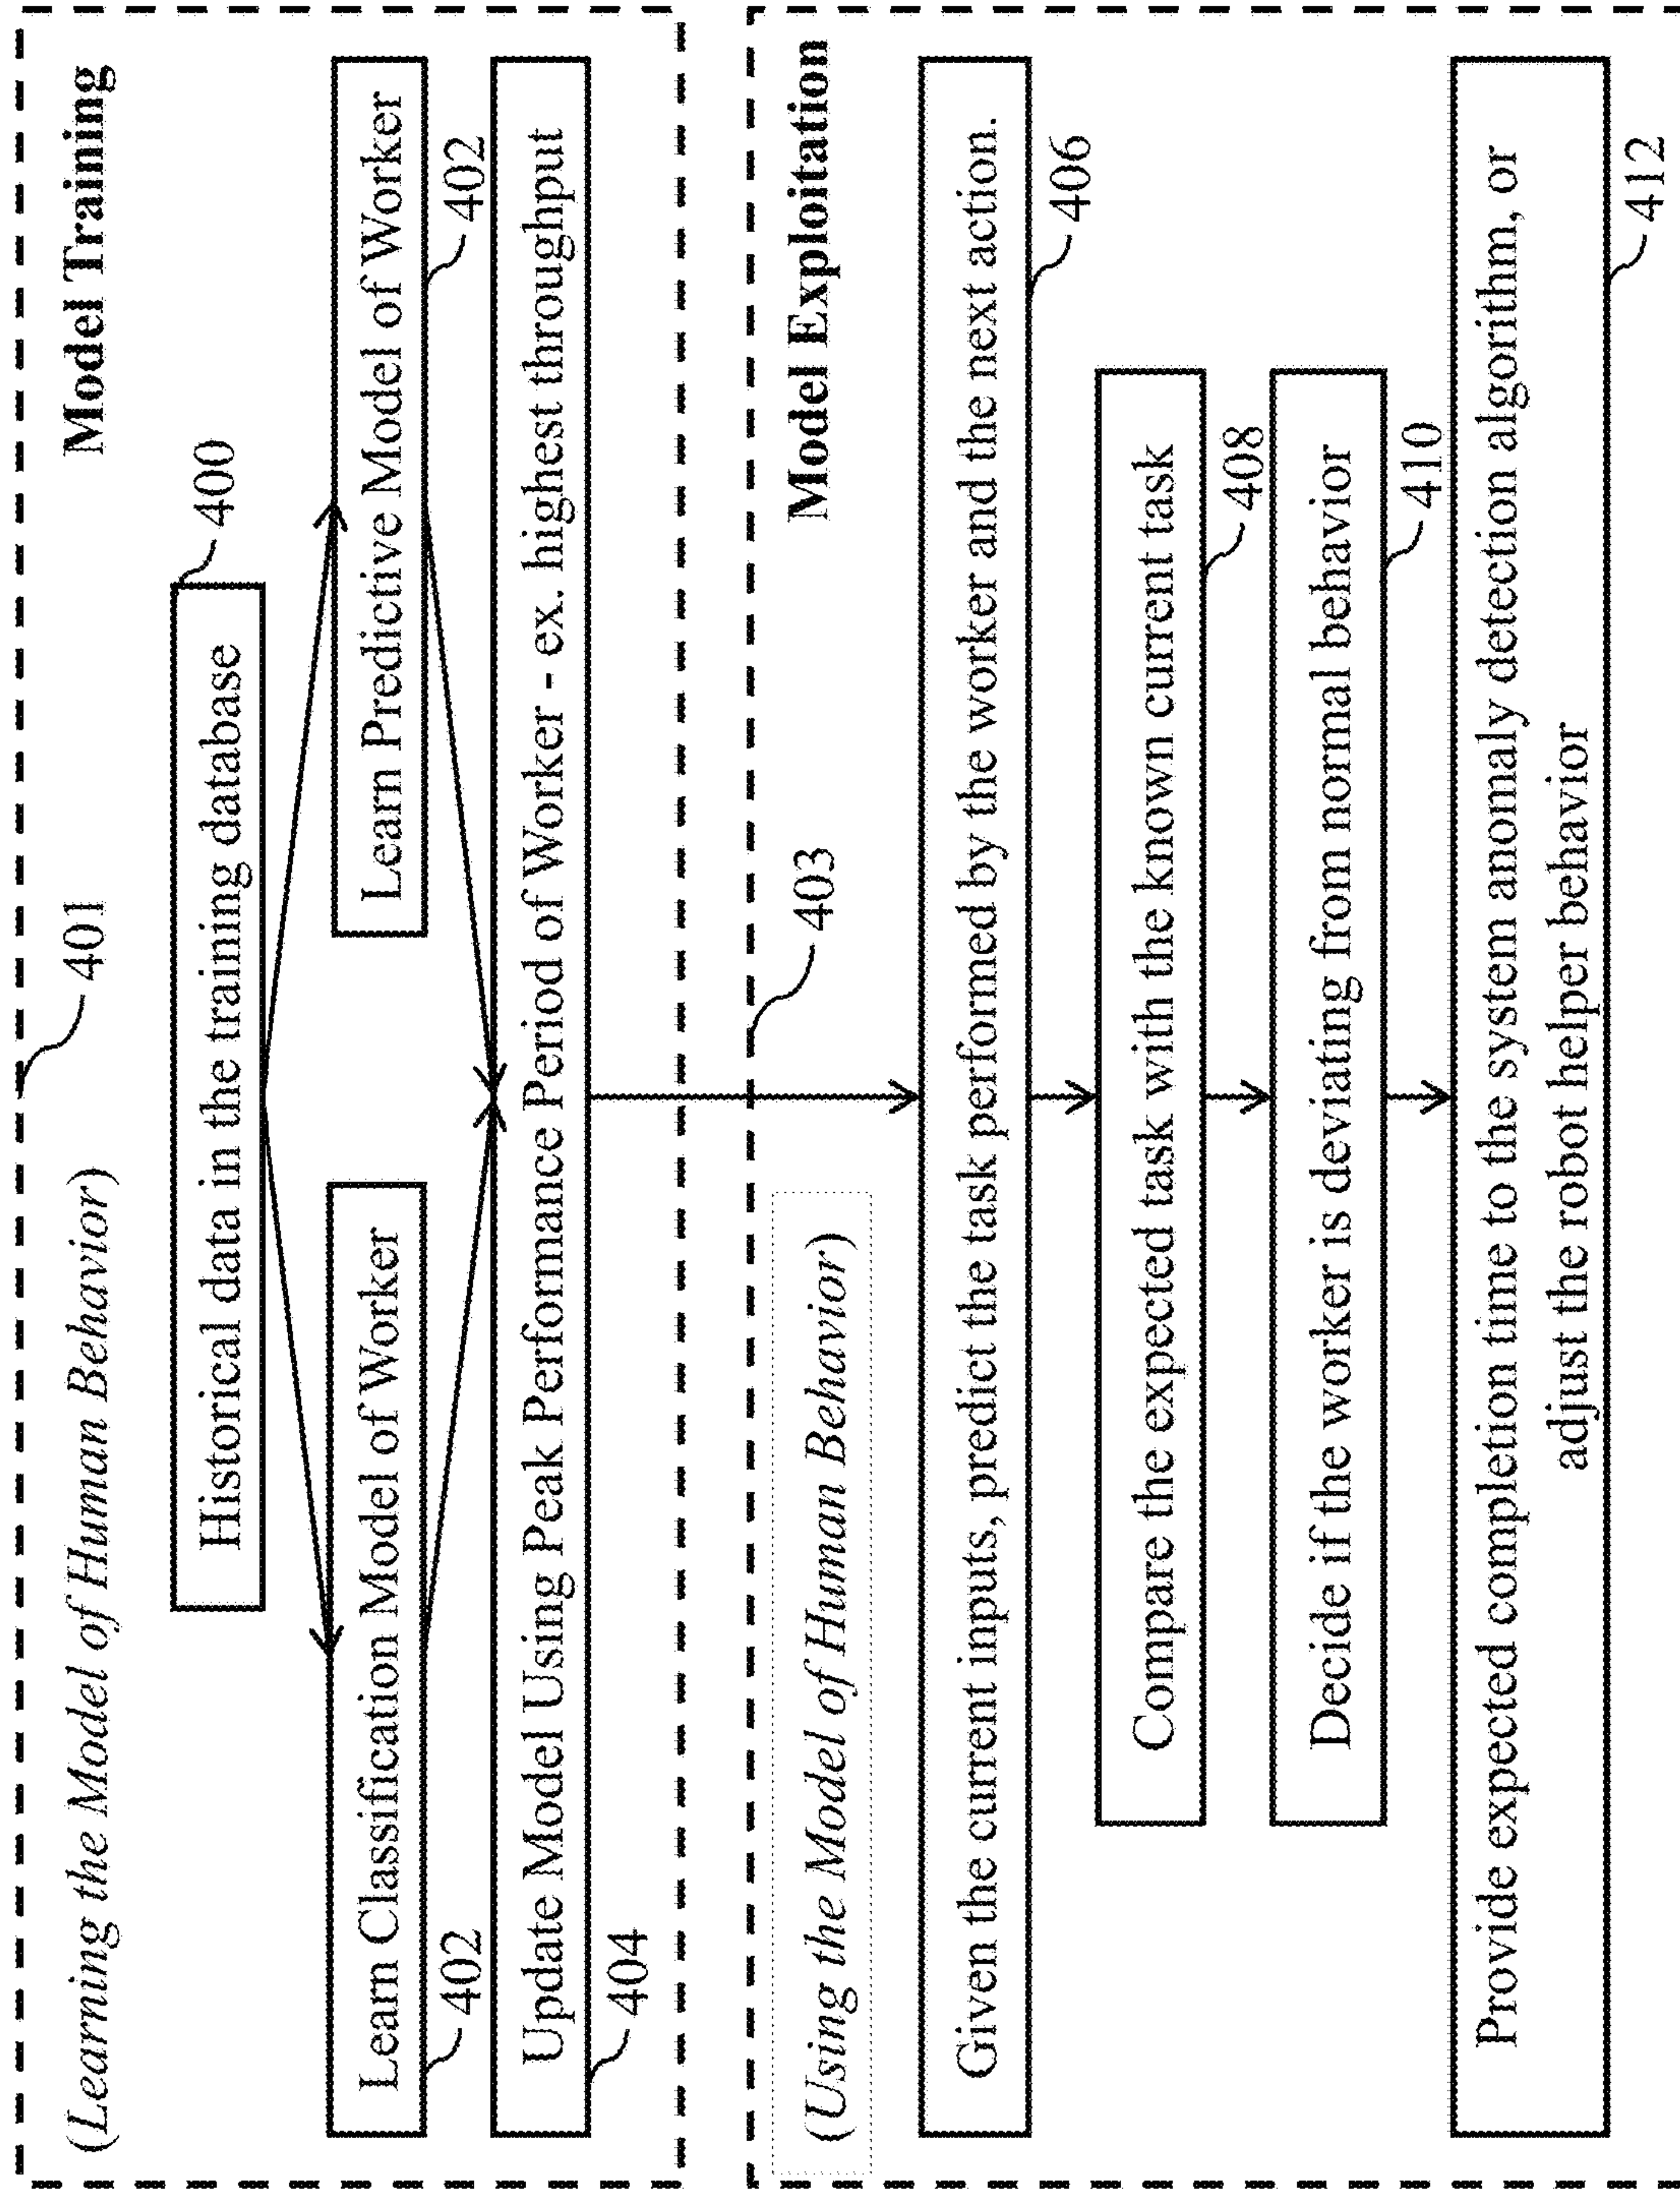 401
(Learning the Model of Human Behavior)
Model Training
400
Historical data in the training database
Learn Classification Model of Worker
Learn Predictive Model of Worker
402
402
Update Model Using Peak Performance Period of Worker - ex. highest throughput
404
403
(Using the Model of Human Behavior)
Model Exploitation
Given the current inputs, predict the task performed by the worker and the next action.
406
Compare the expected task with the known current task
408
Decide if the worker is deviating from normal behavior
410
Provide expected completion time to the system anomaly detection algorithm, or
adjust the robot helper behavior
412